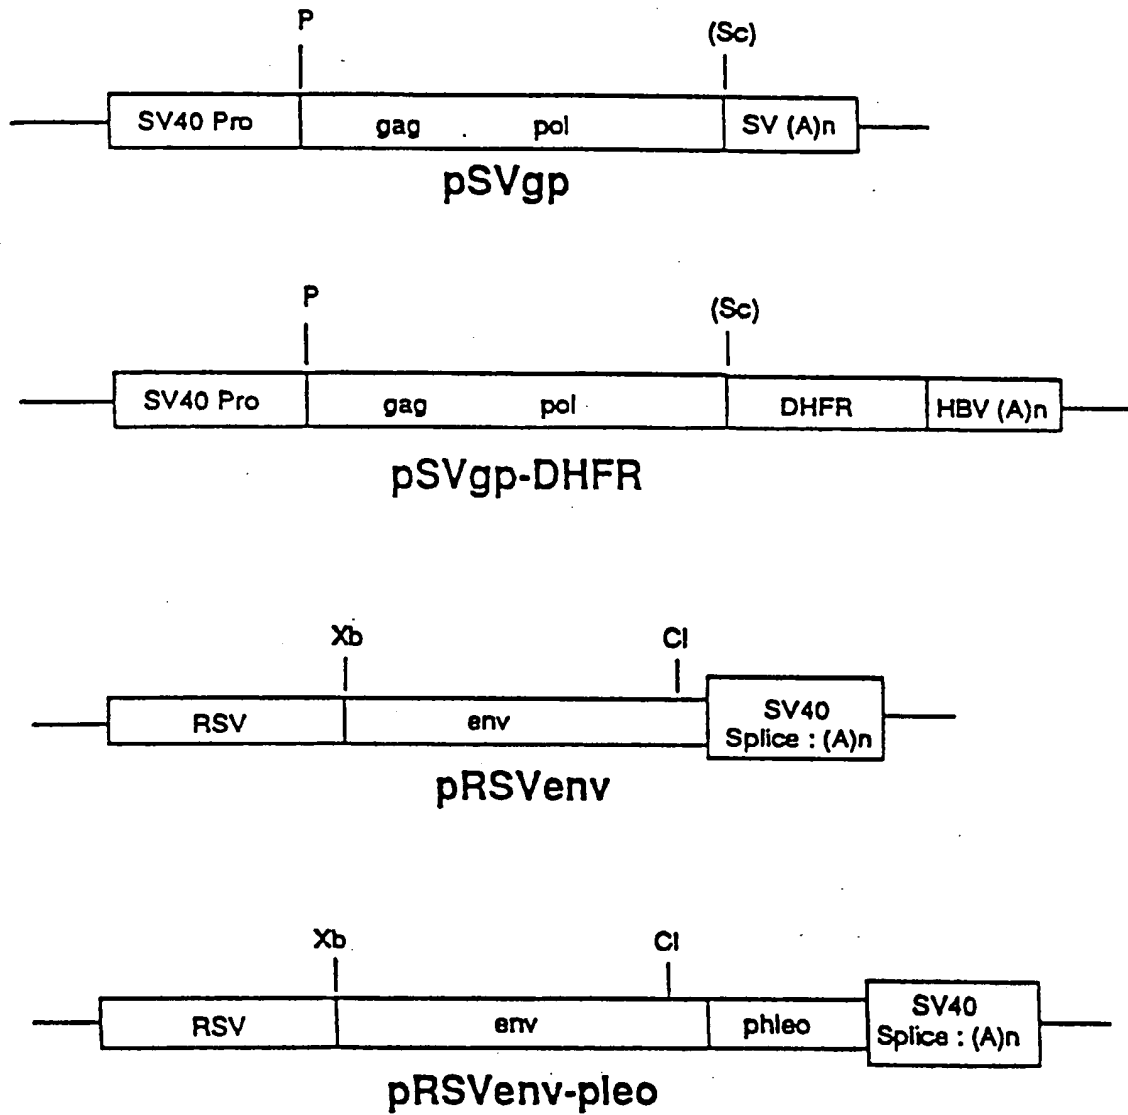 P (Sc)
SV40 Pro gag pol SV (A)n
pSVgp
P (Sc)
SV40 Pro gag pol DHFR HBV (A)n
pSVgp-DHFR
Xb Cl
RSV env SV40
Splice : (A)n
pRSVenv
Xb Cl
RSV env phleo SV40
Splice : (A)n
pRSVenv-pleo